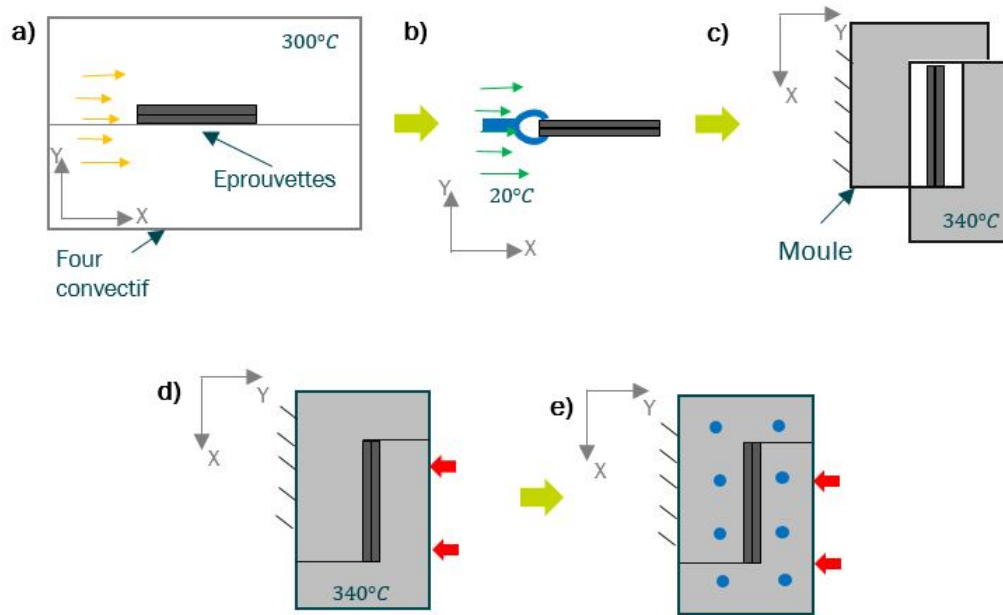 a)
300°C
Eprouvettes
Y
X
Four
convectif
b)
20°C
Y
X
c)
Y
X
Moule
340°C
d)
Y
X
340°C
e)
Y
X